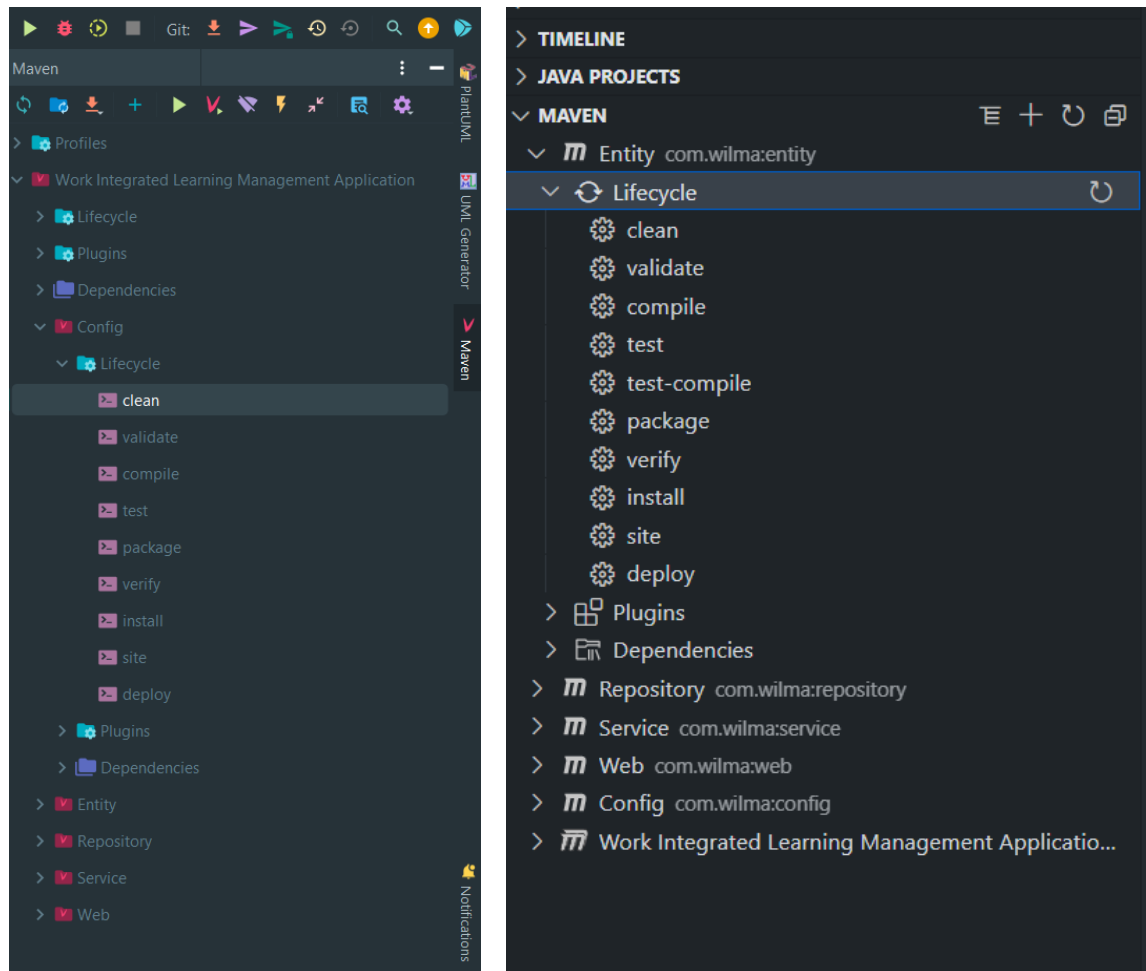 Git:
Maven
Profiles
Work Integrated Learning Management Application
Lifecycle
Plugins
Dependencies
Config
Lifecycle
clean
validate
compile
test
package
verify
install
site
deploy
Plugins
Dependencies
Entity
Repository
Service
Web
PlantUML
UML Generator
Maven
Notifications
TIMELINE
JAVA PROJECTS
MAVEN
Entity com.wilma:entity
Lifecycle
clean
validate
compile
test
test-compile
package
verify
install
site
deploy
Plugins
Dependencies
Repository com.wilma:repository
Service com.wilma:service
Web com.wilma:web
Config com.wilma:config
Work Integrated Learning Management Applicatio...